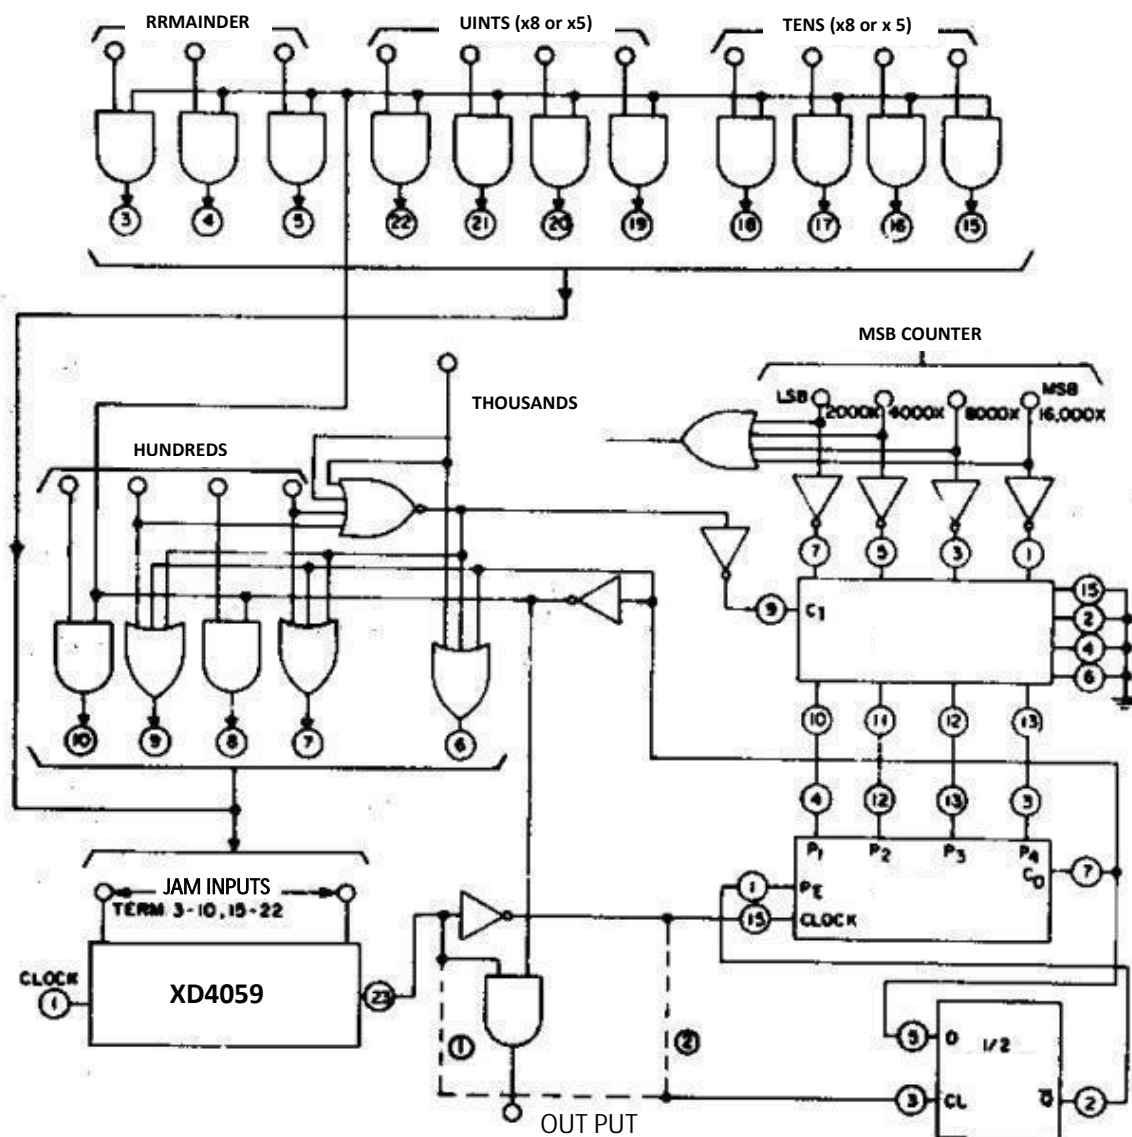 RRMAINDER
UINTS (x8 or x5)
TENS (x8 or x 5)
3 4 5 22 21 20 19 18 17 16 15
MSB COUNTER
LSB 2000X 4000X 8000X MSB 16,000X
THOUSANDS
HUNDREDS
7 5 3 1
9 C1
15
2
4
6
10 9 8 7 6
10 11 12 13
4 12 13 3
P1 P2 P3 P4
CO 7
1 PE
15 CLOCK
JAM INPUTS
TERM 3-10, 15-22
CLOCK
1
XD4059
23
1
2
5 D 1/2
3 CL Q̅ 2
OUT PUT